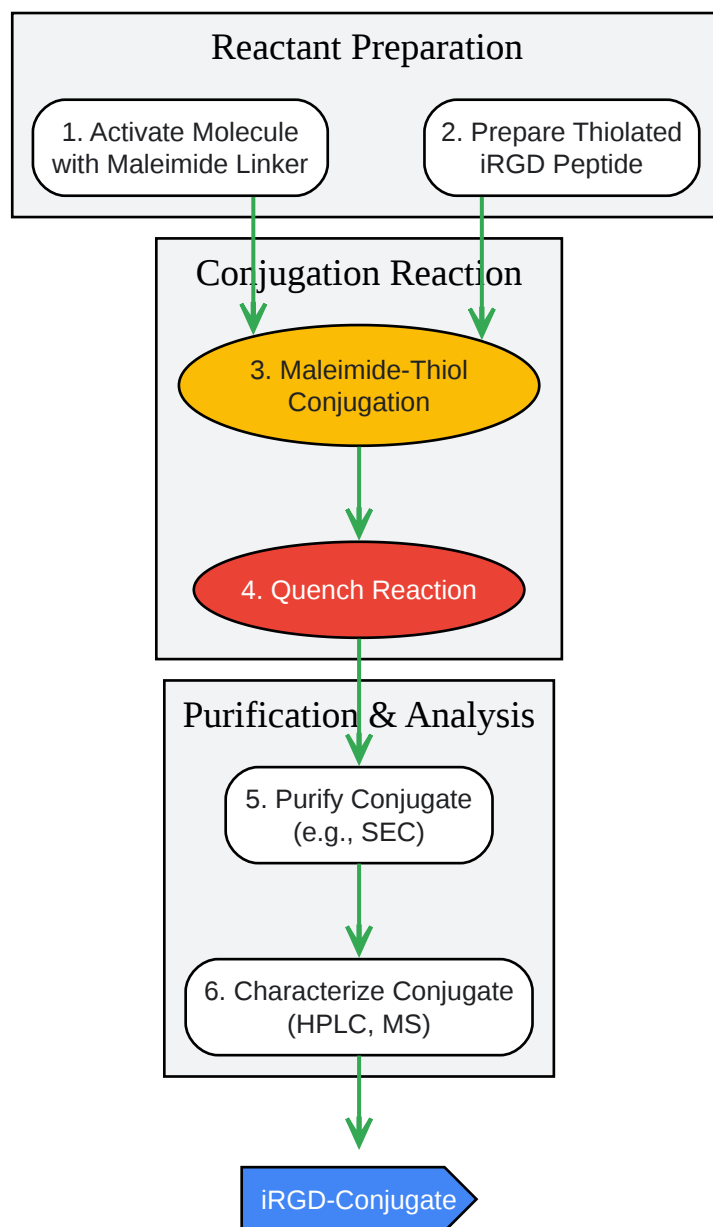 Reactant Preparation
1. Activate Molecule
with Maleimide Linker
2. Prepare Thiolated
iRGD Peptide
Conjugation Reaction
3. Maleimide-Thiol
Conjugation
4. Quench Reaction
Purification & Analysis
5. Purify Conjugate
(e.g., SEC)
6. Characterize Conjugate
(HPLC, MS)
iRGD-Conjugate